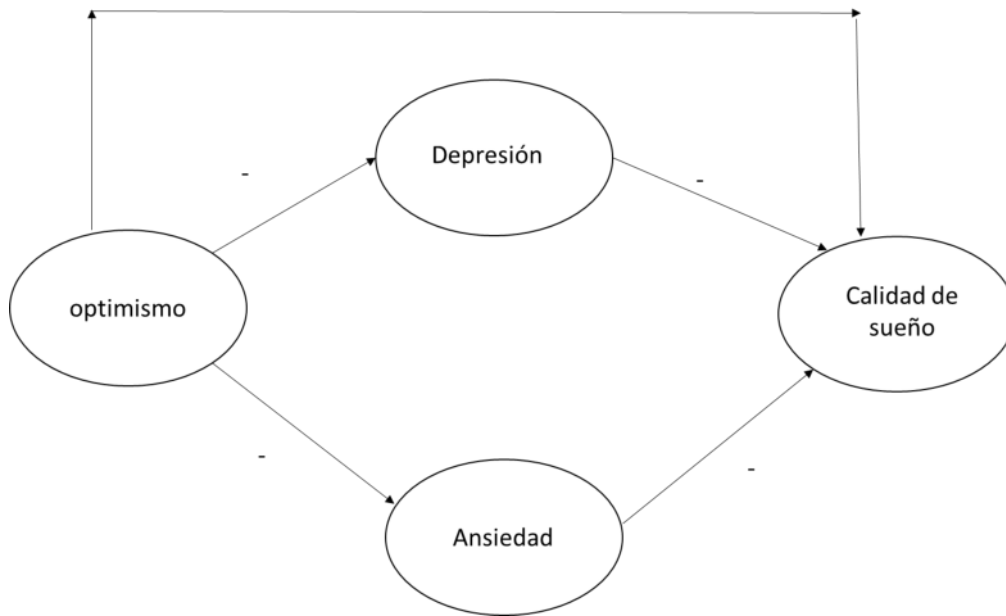 Depresión
-
-
optimismo
Calidad de
sueño
-
-
Ansiedad